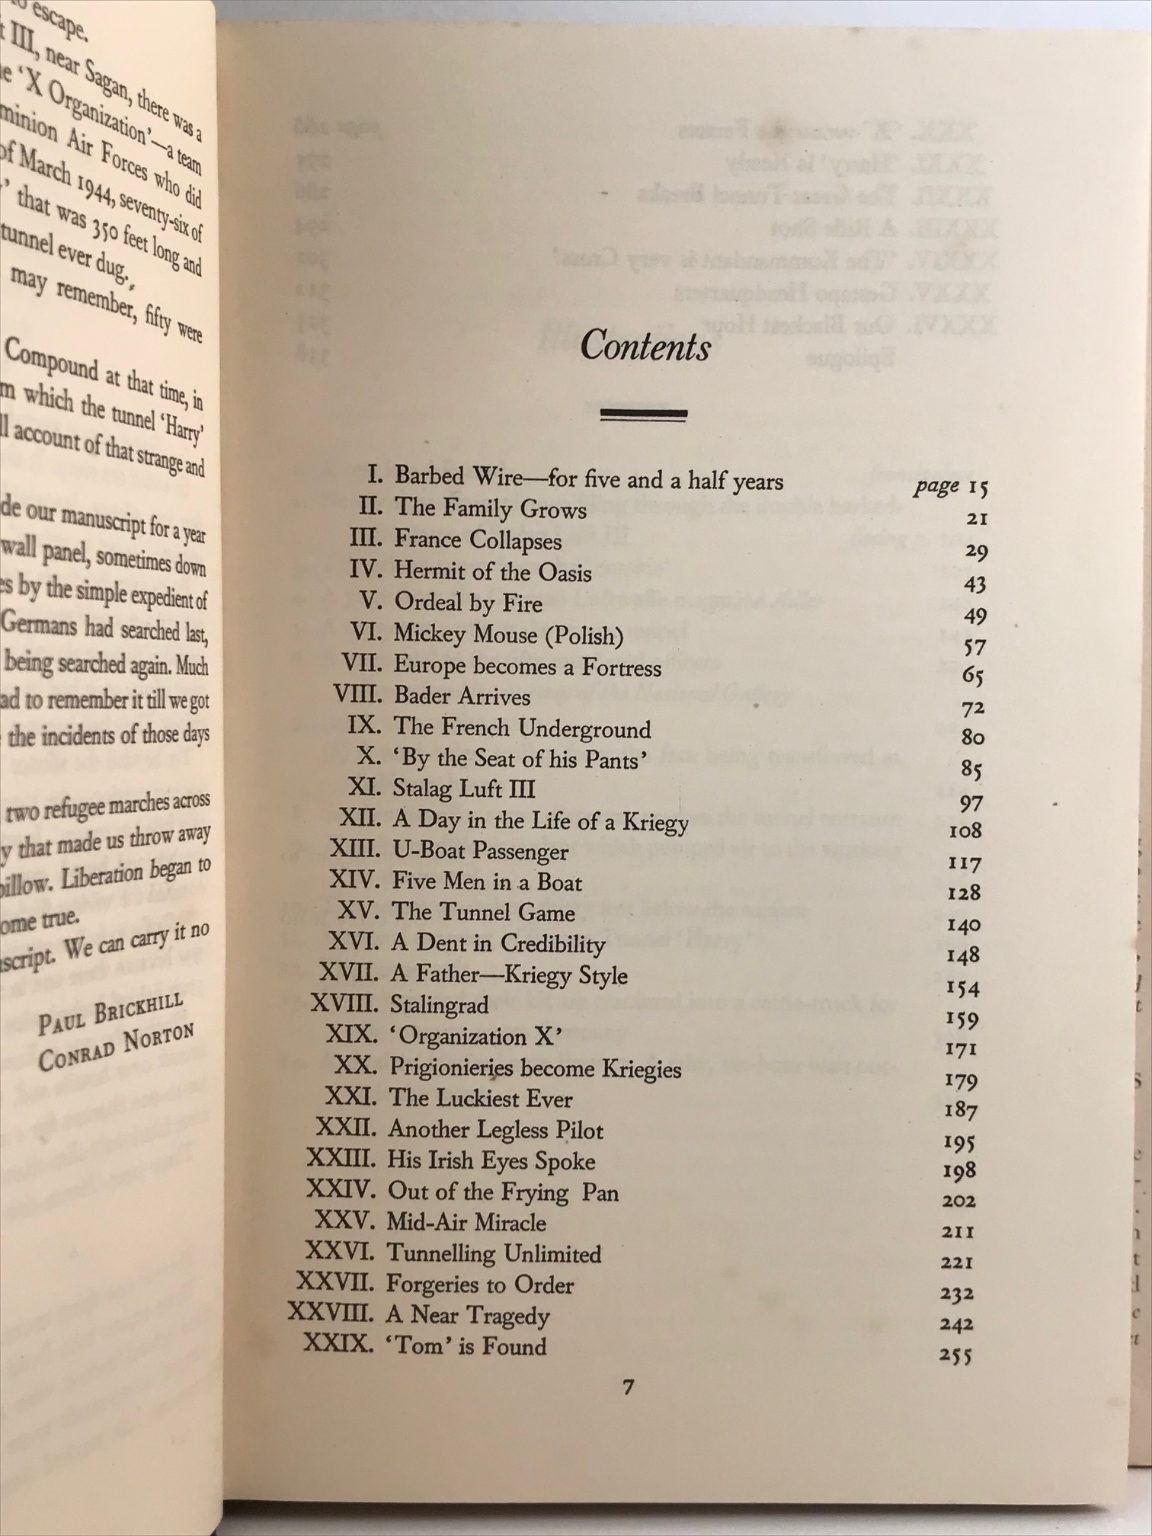 to escape.
III, near Sagan, there was a
'X Organization'—a team
Air Forces who did
of March 1944, seventy-six of
' that was 350 feet long and
tunnel ever dug.
may remember, fifty were
Compound at that time, in
which the tunnel 'Harry'
account of that strange and
our manuscript for a year
wall panel, sometimes down
by the simple expedient of
Germans had searched last,
being searched again. Much
to remember it till we got
the incidents of those days
two refugee marches across
that made us throw away
pillow. Liberation began to
true.
We can carry it no
PAUL BRICKHILL
CONRAD NORTON
Contents
I. Barbed Wire—for five and a half years page 15
II. The Family Grows 21
III. France Collapses 29
IV. Hermit of the Oasis 43
V. Ordeal by Fire 49
VI. Mickey Mouse (Polish) 57
VII. Europe becomes a Fortress 65
VIII. Bader Arrives 72
IX. The French Underground 80
X. 'By the Seat of his Pants' 85
XI. Stalag Luft III 97
XII. A Day in the Life of a Kriegy 108
XIII. U-Boat Passenger 117
XIV. Five Men in a Boat 128
XV. The Tunnel Game 140
XVI. A Dent in Credibility 148
XVII. A Father—Kriegy Style 154
XVIII. Stalingrad 159
XIX. 'Organization X' 171
XX. Prigionieries become Kriegies 179
XXI. The Luckiest Ever 187
XXII. Another Legless Pilot 195
XXIII. His Irish Eyes Spoke 198
XXIV. Out of the Frying Pan 202
XXV. Mid-Air Miracle 211
XXVI. Tunnelling Unlimited 221
XXVII. Forgeries to Order 232
XXVIII. A Near Tragedy 242
XXIX. 'Tom' is Found 255
7